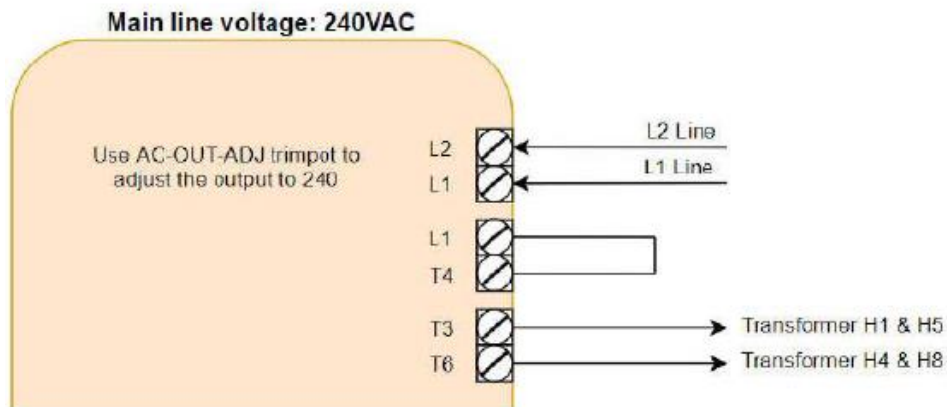 Main line voltage: 240VAC
Use AC-OUT-ADJ trimpot to
adjust the output to 240
L2
L2 Line
L1
L1 Line
L1
T4
T3
Transformer H1 & H5
T6
Transformer H4 & H8